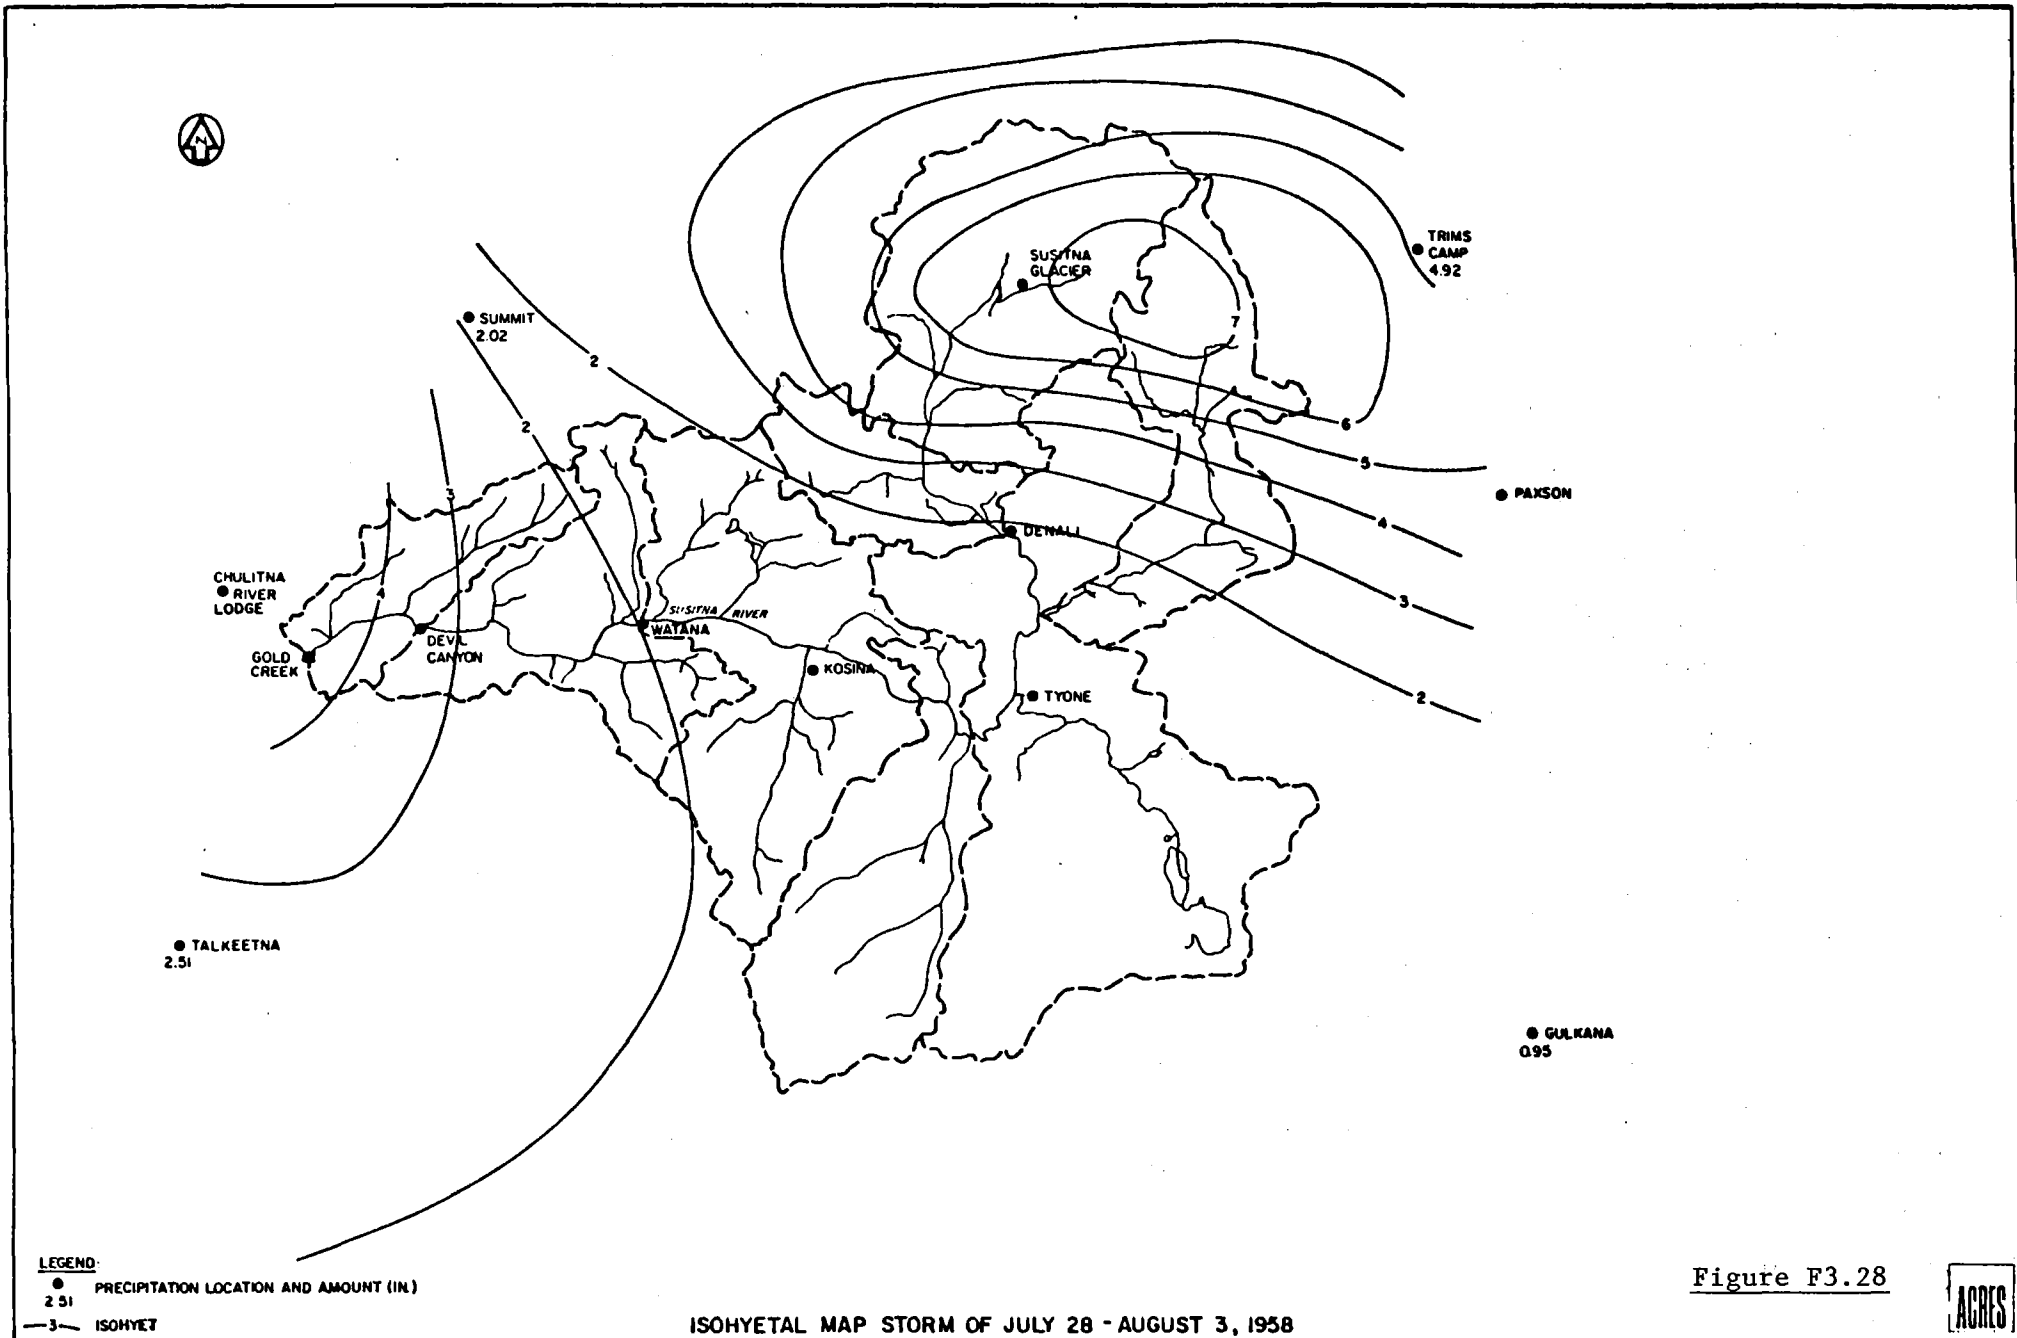 N
TRIMS
CAMP
4.92
SUSITNA
GLACIER
SUMMIT
2.02
7
2
2
6
5
3
PAXSON
4
DENALI
CHULITNA
RIVER
LODGE
4
3
SUSITNA RIVER
WATANA
DEVIL
CANYON
GOLD
CREEK
KOSINA
TYONE
2
TALKEETNA
2.51
GULKANA
0.95
LEGEND:
PRECIPITATION LOCATION AND AMOUNT (IN.)
2 51
3 ISOHYET
ISOHYETAL MAP STORM OF JULY 28 - AUGUST 3, 1958
Figure F3.28
ACRES